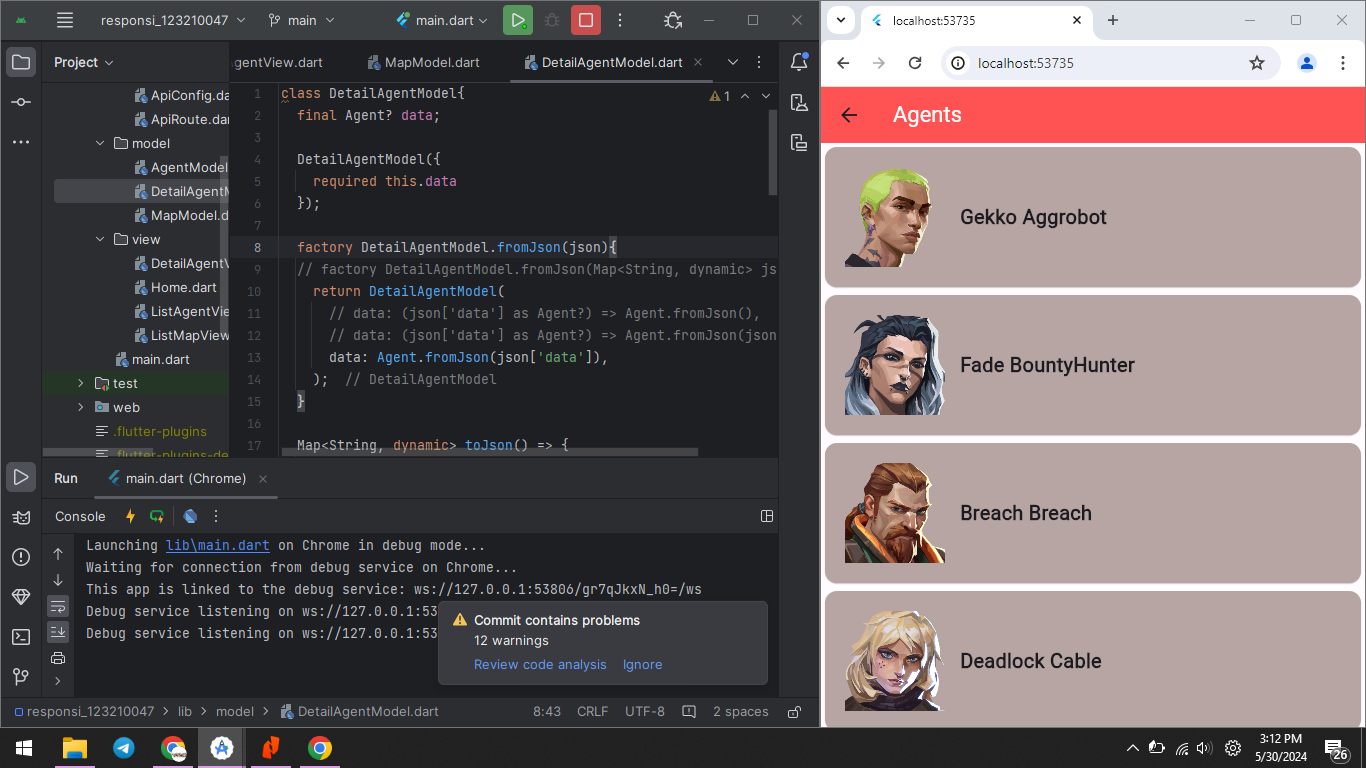 responsi_123210047
main
main.dart
Project
gentView.dart
MapModel.dart
DetailAgentModel.dart
ApiConfig.da
ApiRoute.dar
model
AgentModel
DetailAgentM
MapModel.d
view
DetailAgentV
Home.dart
ListAgentVie
ListMapView
main.dart
test
web
.flutter-plugins
.flutter-plugins-de
1
1 class DetailAgentModel{
2 final Agent? data;
3
4 DetailAgentModel({
5 required this.data
6 });
7
8 factory DetailAgentModel.fromJson(json){
9 // factory DetailAgentModel.fromJson(Map<String, dynamic> js
10 return DetailAgentModel(
11 // data: (json['data'] as Agent?) => Agent.fromJson(),
12 // data: (json['data'] as Agent?) => Agent.fromJson(json
13 data: Agent.fromJson(json['data']),
14 ); // DetailAgentModel
15 }
16
17 Map<String, dynamic> toJson() => {
Run
main.dart (Chrome)
Console
Launching lib\main.dart on Chrome in debug mode...
Waiting for connection from debug service on Chrome...
This app is linked to the debug service: ws://127.0.0.1:53806/gr7qJkxN_h0=/ws
Debug service listening on ws://127.0.0.1:53
Debug service listening on ws://127.0.0.1:53
Commit contains problems
12 warnings
Review code analysis Ignore
responsi_123210047 > lib > model > DetailAgentModel.dart
8:43 CRLF UTF-8 2 spaces
localhost:53735
localhost:53735
Agents
Gekko Aggrobot
Fade BountyHunter
Breach Breach
Deadlock Cable
3:12 PM
5/30/2024
26